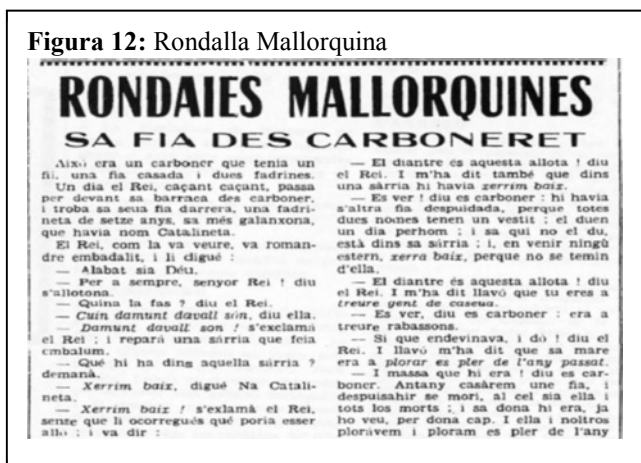 Figura 12: Rondalla Mallorquina
RONDAIES MALLORQUINES
SA FIA DES CARBONERET
Això era un carboner que tenia un
fii, una fia casada i dues fadrines.
Un dia el Rei, caçant caçant, passa
per devant sa barraca des carboner,
i troba sa seua fia darrera, una fadri-
neta de setze anys, sa més galanxona,
que havia nom Catalineta.
El Rei, com la va veure, va roman-
dre embadalit, i li digué :
— Alabat sia Déu.
— Per a sempre, senyor Rei ! diu
s'allotona.
— Quina la fas ? diu el Rei.
— Cuin damunt davall són, diu ella.
— Damunt davall son ! s'exclamà
el Rei ; i reparà una sàrria que feia
embalum.
— Qué hi ha dins aquella sàrria ?
demanà.
— Xerrim baix, digué Na Catali-
neta.
— Xerrim baix ! s'exlamà el Rei,
sense que li ocorregués qué poria esser
allò ; i va dir :
— El diantre és aquesta allota ! diu
el Rei. I m'ha dit també que dins
una sàrria hi havia xerrim baix.
— Es ver ! diu es carboner : hi havia
s'altra fia despuiada, perque totes
dues nones tenen un vestit ; el duen
un dia perhom ; i sa qui no el du,
està dins sa sàrria ; i, en venir ningù
estern, xerra baix, perque no se temin
d'ella.
— El diantre és aquesta allota ! diu
el Rei. I m'ha dit llavó que tu eres a
treure gent de caseua.
— Es ver, diu es carboner : era a
treure rabassons.
— Si que endevinava, i dò ! diu el
Rei. I llavó m'ha dit que sa mare
era a plorar es pler de l'any passat.
— I massa que hi era ! diu es car-
boner. Antany casàrem une fia, i
despuisahir se morí, al cel sia ella i
tots los morts ; i sa dona hi era, ja
ho veu, per dona cap. I ella i noltros
ploràvem i ploram es pler de l'any